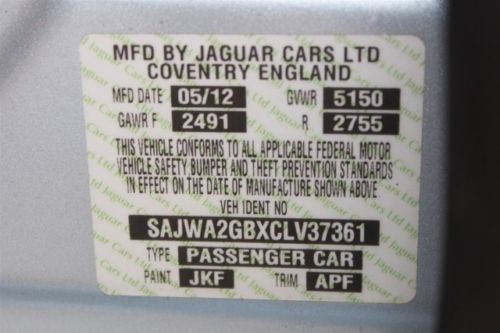 MFD BY JAGUAR CARS LTD
COVENTRY ENGLAND
MFD DATE 05/12 GVWR 5150
GAWR F 2491 R 2755
THIS VEHICLE CONFORMS TO ALL APPLICABLE FEDERAL MOTOR
VEHICLE SAFETY BUMPER AND THEFT PREVENTION STANDARDS
IN EFFECT ON THE DATE OF MANUFACTURE SHOWN ABOVE
VEH IDENT NO
SAJWA2GBXCLV37361
TYPE PASSENGER CAR
PAINT JKF TRIM APF